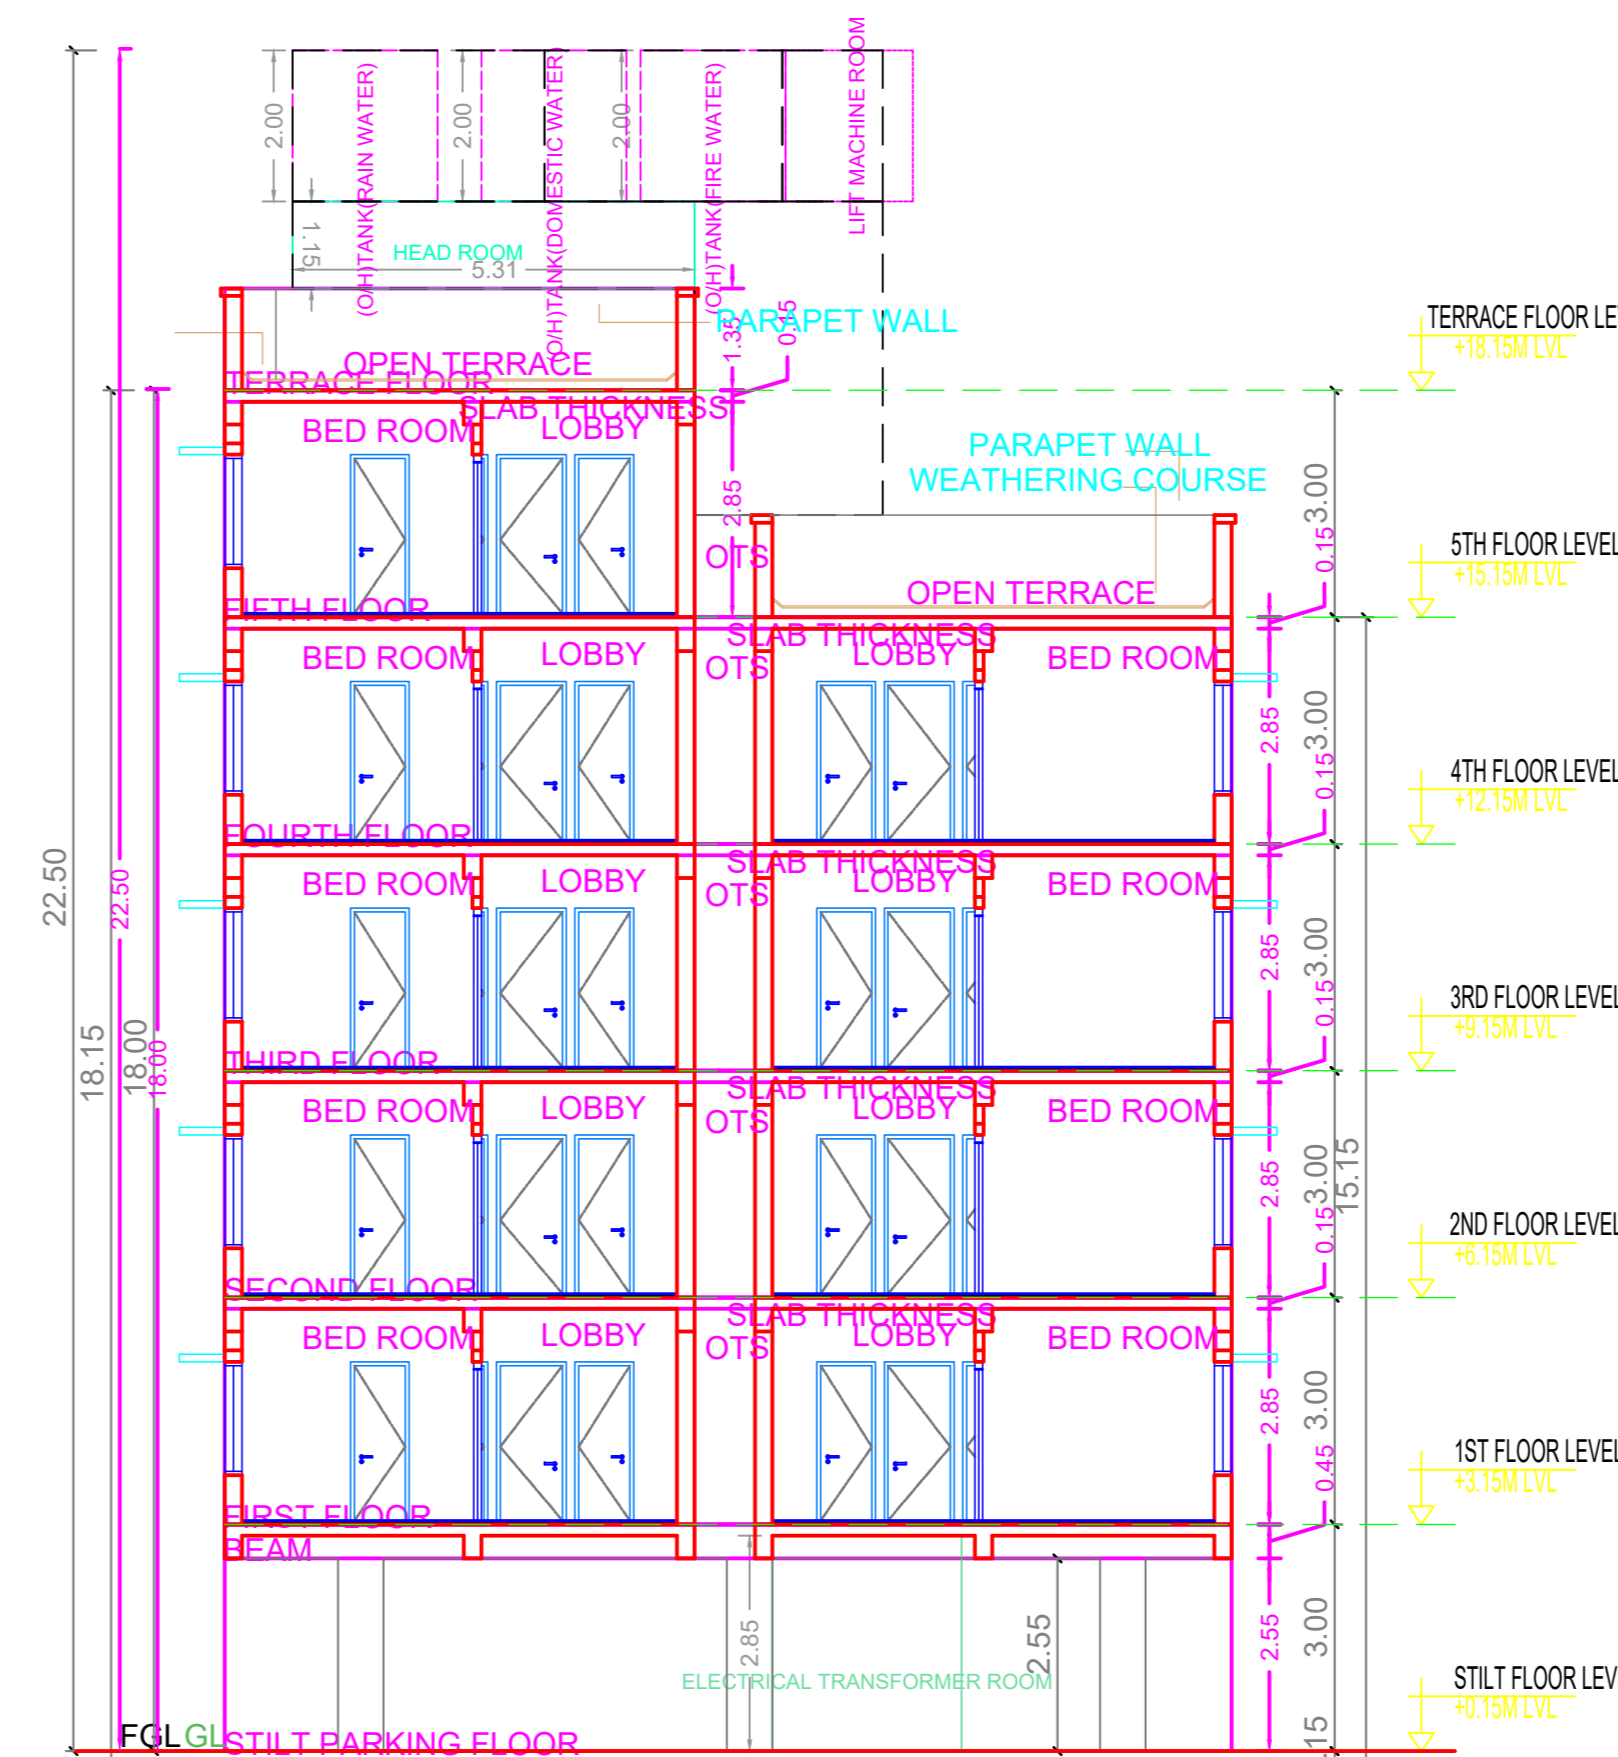 2.00
2.00
2.00
(O/H)TANK(RAIN WATER)
(O/H)TANK(DOMESTIC WATER)
(O/H)TANK(FIRE WATER)
LIFT MACHINE ROOM
1.15
HEAD ROOM
5.31
PARAPET WALL
1.35
0.15
OPEN TERRACE
TERRACE FLOOR
SLAB THICKNESS
TERRACE FLOOR LE
+18.15M LVL
BED ROOM
LOBBY
PARAPET WALL
WEATHERING COURSE
2.85
3.00
OTS
0.15
5TH FLOOR LEVEL
+15.15M LVL
OPEN TERRACE
FIFTH FLOOR
SLAB THICKNESS
BED ROOM
LOBBY
OTS
LOBBY
BED ROOM
2.85
3.00
0.15
4TH FLOOR LEVEL
+12.15M LVL
FOURTH FLOOR
SLAB THICKNESS
BED ROOM
LOBBY
OTS
LOBBY
BED ROOM
22.50
22.50
2.85
3.00
0.15
3RD FLOOR LEVEL
+9.15M LVL
18.15
18.00
18.00
THIRD FLOOR
SLAB THICKNESS
BED ROOM
LOBBY
OTS
LOBBY
BED ROOM
2.85
3.00
0.15
15.15
2ND FLOOR LEVEL
+6.15M LVL
SECOND FLOOR
SLAB THICKNESS
BED ROOM
LOBBY
OTS
LOBBY
BED ROOM
2.85
3.00
0.45
1ST FLOOR LEVEL
+3.15M LVL
FIRST FLOOR
BEAM
2.85
2.55
2.55
3.00
ELECTRICAL TRANSFORMER ROOM
STILT FLOOR LEV
+0.15M LVL
FGL
GL
STILT PARKING FLOOR
.15